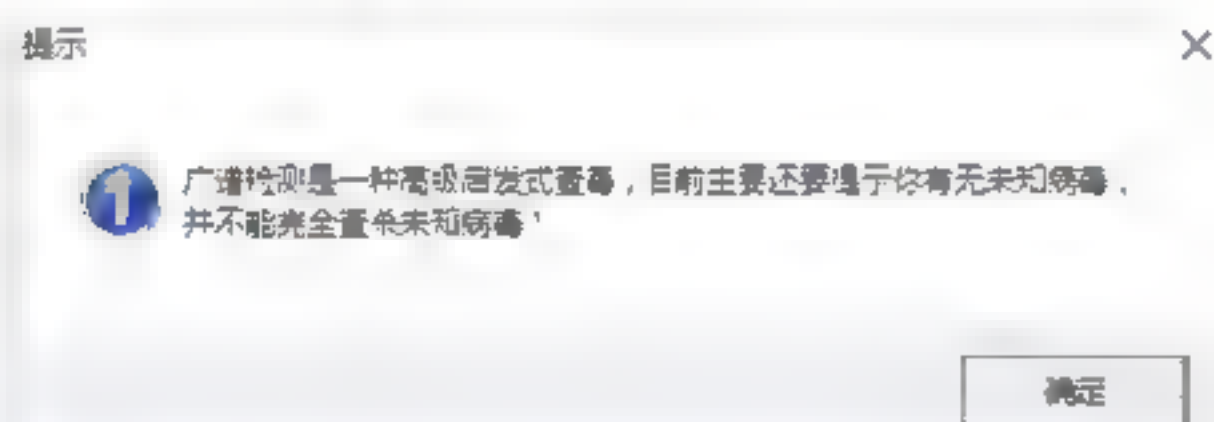 提示
广谱检测是一种高级启发式查毒，目前主要还要提示你有无未知病毒，
并不能完全查杀未知病毒！
确定